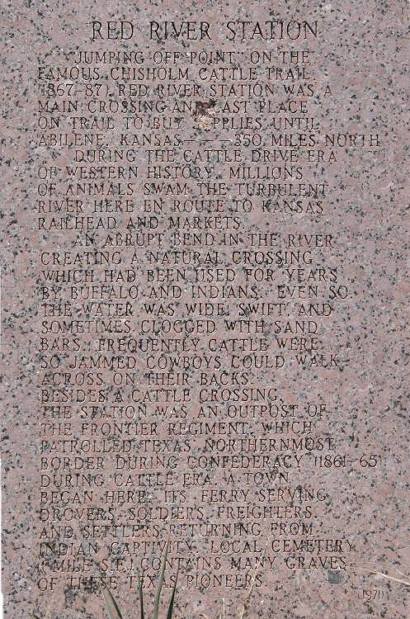 RED RIVER STATION
JUMPING OFF POINT ON THE
FAMOUS CHISHOLM CATTLE TRAIL
1867-87. RED RIVER STATION WAS A
MAIN CROSSING AND LAST PLACE
ON TRAIL TO BUY SUPPLIES UNTIL
ABILENE, KANSAS---350 MILES NORTH
DURING THE CATTLE DRIVE ERA
OF WESTERN HISTORY, MILLIONS
OF ANIMALS SWAM THE TURBULENT
RIVER HERE EN ROUTE TO KANSAS
RAILHEAD AND MARKETS.
AN ABRUPT BEND IN THE RIVER
CREATING A NATURAL CROSSING
WHICH HAD BEEN USED FOR YEARS
BY BUFFALO AND INDIANS. EVEN SO
THE WATER WAS WIDE, SWIFT, AND
SOMETIMES CLOGGED WITH SAND
BARS. FREQUENTLY CATTLE WERE
SO JAMMED COWBOYS COULD WALK
ACROSS ON THEIR BACKS.
BESIDES A CATTLE CROSSING,
THE STATION WAS AN OUTPOST OF
THE FRONTIER REGIMENT, WHICH
PATROLLED TEXAS' NORTHERNMOST
BORDER DURING CONFEDERACY (1861-65)
DURING CATTLE ERA, A TOWN
BEGAN HERE, ITS FERRY SERVING
DROVERS, SOLDIERS, FREIGHTERS,
AND SETTLERS RETURNING FROM
INDIAN CAPTIVITY. LOCAL CEMETERY
MILE S.E.) CONTAINS MANY GRAVES
OF THESE TEXAS PIONEERS
(1971)